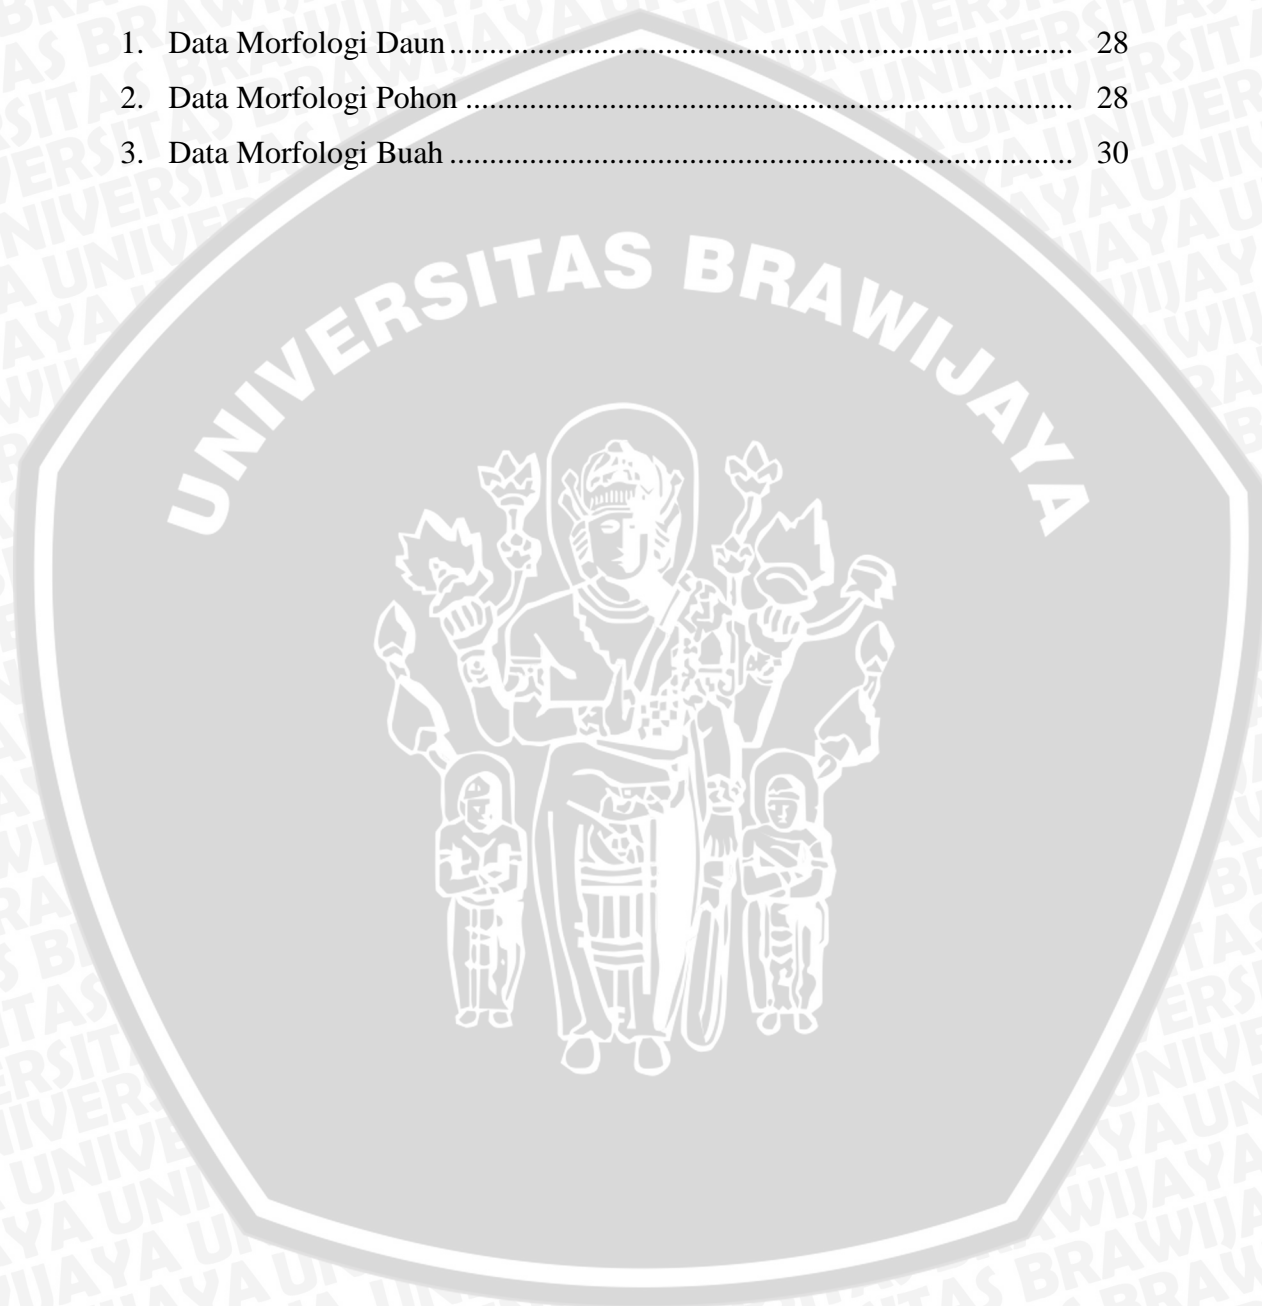 1. Data Morfologi Daun ........................................................................... 28
2. Data Morfologi Pohon ......................................................................... 28
3. Data Morfologi Buah ........................................................................... 30
UNIVERSITAS BRAWIJAYA